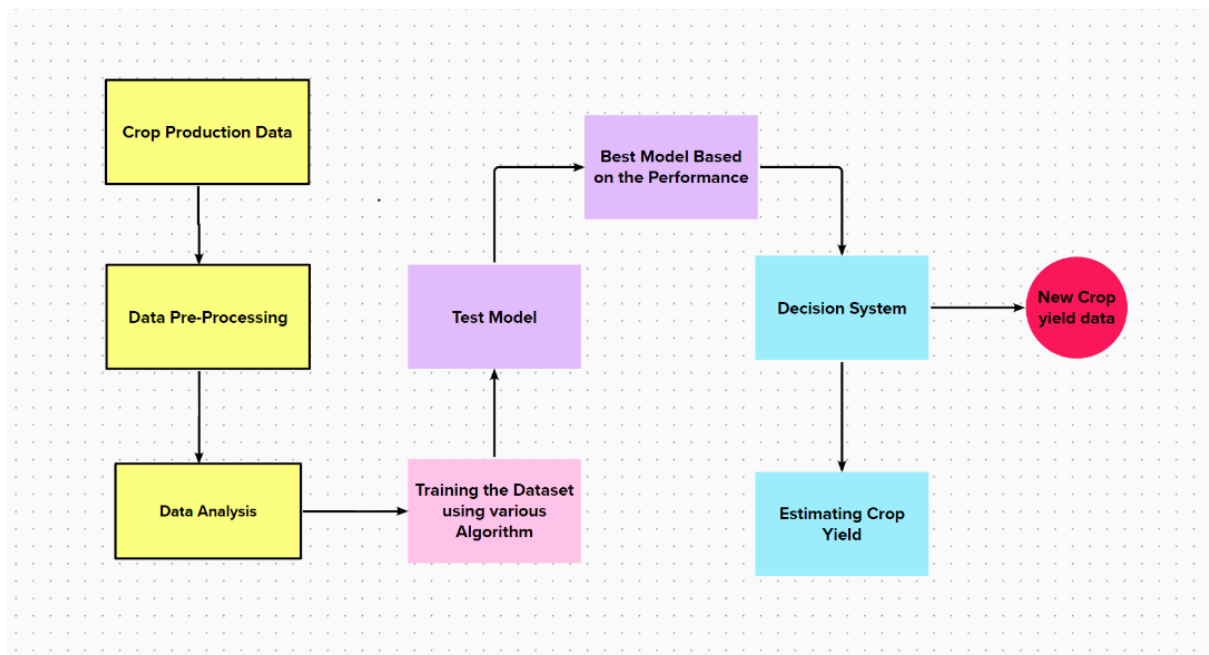 Crop Production Data
Data Pre-Processing
Data Analysis
Training the Dataset
using various
Algorithm
Test Model
Best Model Based
on the Performance
Decision System
New Crop
yield data
Estimating Crop
Yield